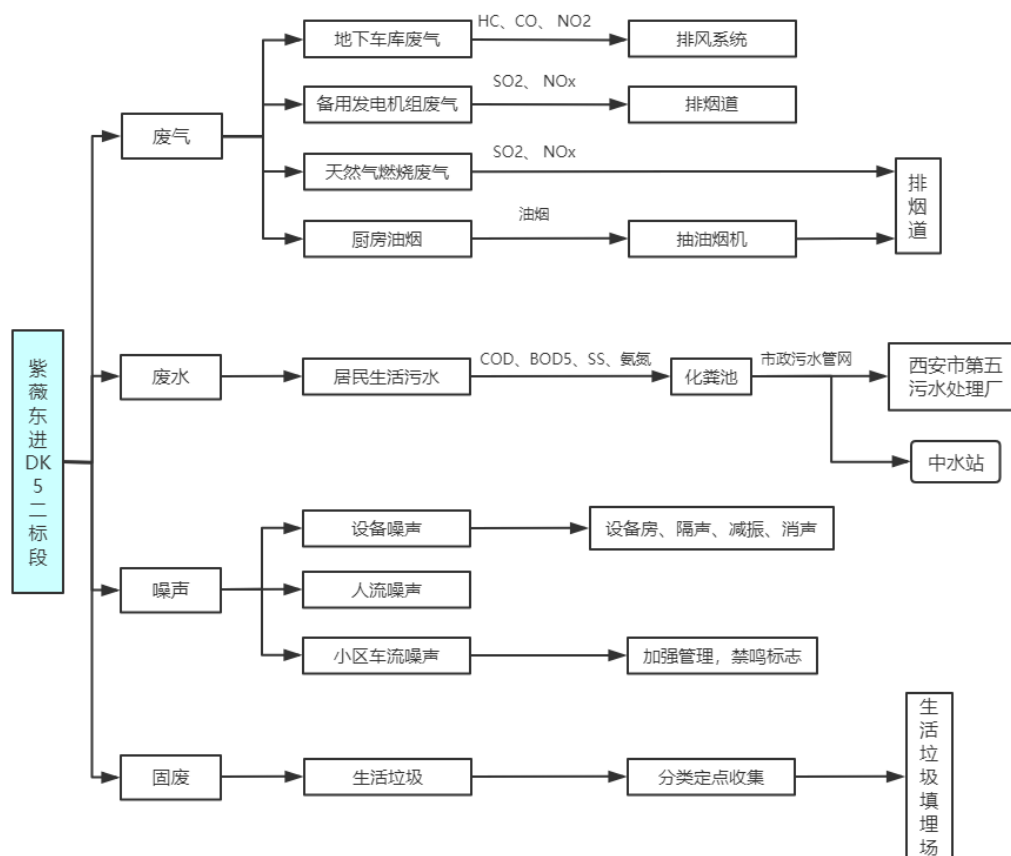 HC、CO、 NO2
地下车库废气
排风系统
SO2、 NOx
备用发电机组废气
排烟道
废气
SO2、 NOx
天然气燃烧废气
排
烟
道
油烟
厨房油烟
抽油烟机
紫
薇
东
进
DK
5
二
标
段
废水
居民生活污水
COD、BOD5、SS、氨氮
化粪池
市政污水管网
西安市第五
污水处理厂
中水站
设备噪声
设备房、隔声、减振、消声
噪声
人流噪声
小区车流噪声
加强管理，禁鸣标志
固废
生活垃圾
分类定点收集
生
活
垃
圾
填
埋
场